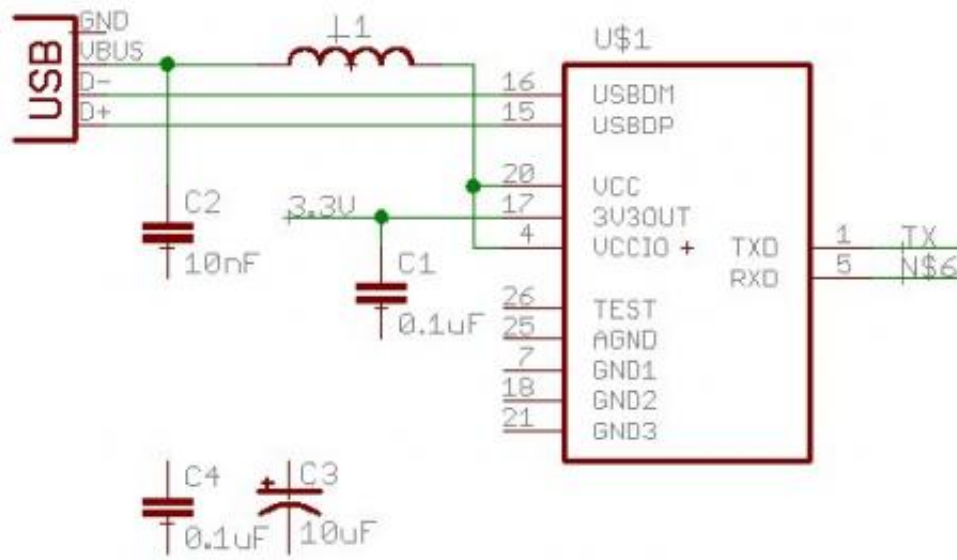 GND
VBUS
D-
D+
USB
L1
U$1
16
USBDM
15
USBDP
20
VCC
3.3V
17
3V3OUT
4
VCCIO
TXD
1
TX
RXD
5
N$6
C2
10nF
C1
0.1uF
26
TEST
25
AGND
7
GND1
18
GND2
21
GND3
C4
0.1uF
C3
10uF